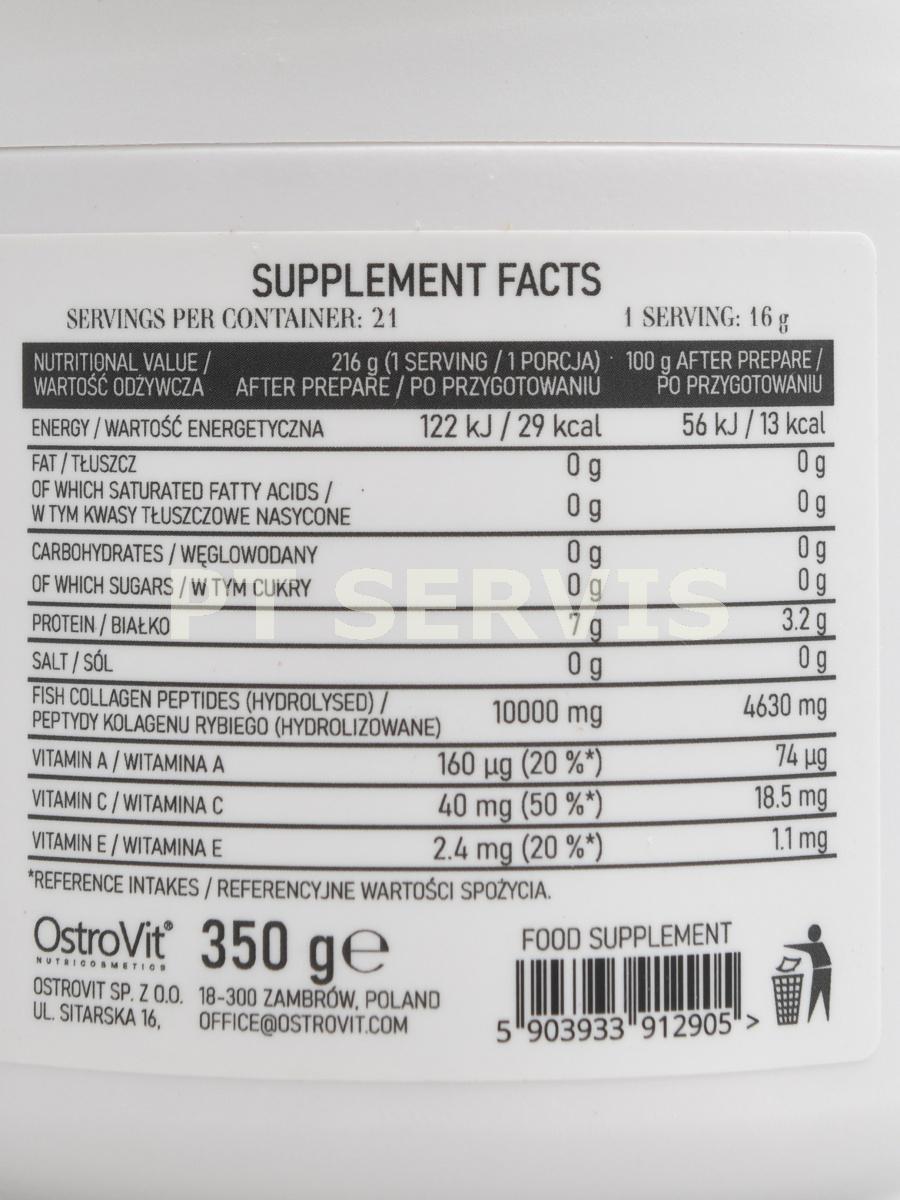 SUPPLEMENT FACTS
SERVINGS PER CONTAINER: 21 1 SERVING: 16 g
NUTRITIONAL VALUE / 216 g (1 SERVING / 1 PORCJA) 100 g AFTER PREPARE /
WARTOŚĆ ODŻYWCZA AFTER PREPARE / PO PRZYGOTOWANIU PO PRZYGOTOWANIU
ENERGY / WARTOŚĆ ENERGETYCZNA 122 kJ / 29 kcal 56 kJ / 13 kcal
FAT / TŁUSZCZ 0 g 0 g
OF WHICH SATURATED FATTY ACIDS /
W TYM KWASY TŁUSZCZOWE NASYCONE 0 g 0 g
CARBOHYDRATES / WĘGLOWODANY 0 g 0 g
OF WHICH SUGARS / W TYM CUKRY 0 g 0 g
PT SERVIS
PROTEIN / BIAŁKO 7 g 3.2 g
SALT / SÓL 0 g 0 g
FISH COLLAGEN PEPTIDES (HYDROLYSED) /
PEPTYDY KOLAGENU RYBIEGO (HYDROLIZOWANE) 10000 mg 4630 mg
VITAMIN A / WITAMINA A 160 µg (20 %*) 74 µg
VITAMIN C / WITAMINA C 40 mg (50 %*) 18.5 mg
VITAMIN E / WITAMINA E 2.4 mg (20 %*) 1.1 mg
*REFERENCE INTAKES / REFERENCYJNE WARTOŚCI SPOŻYCIA.
OstroVit® 350 g e
NUTRICOSMETICS
FOOD SUPPLEMENT
OSTROVIT SP. Z O.O. 18-300 ZAMBRÓW, POLAND
UL. SITARSKA 16, OFFICE@OSTROVIT.COM
5 903933 912905 >